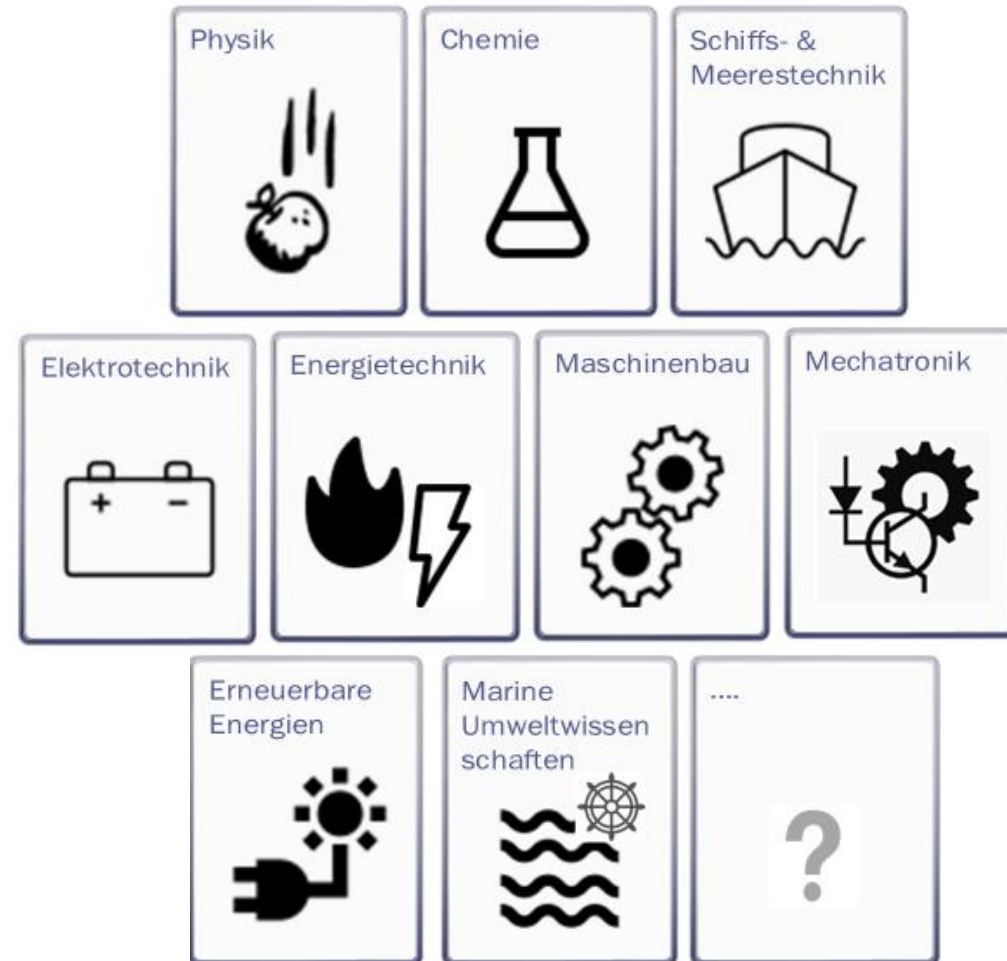 Physik
Chemie
Schiffs- &
Meerestechnik
Elektrotechnik
+ −
Energietechnik
Maschinenbau
Mechatronik
Erneuerbare
Energien
Marine
Umweltwissen
schaften
....
?